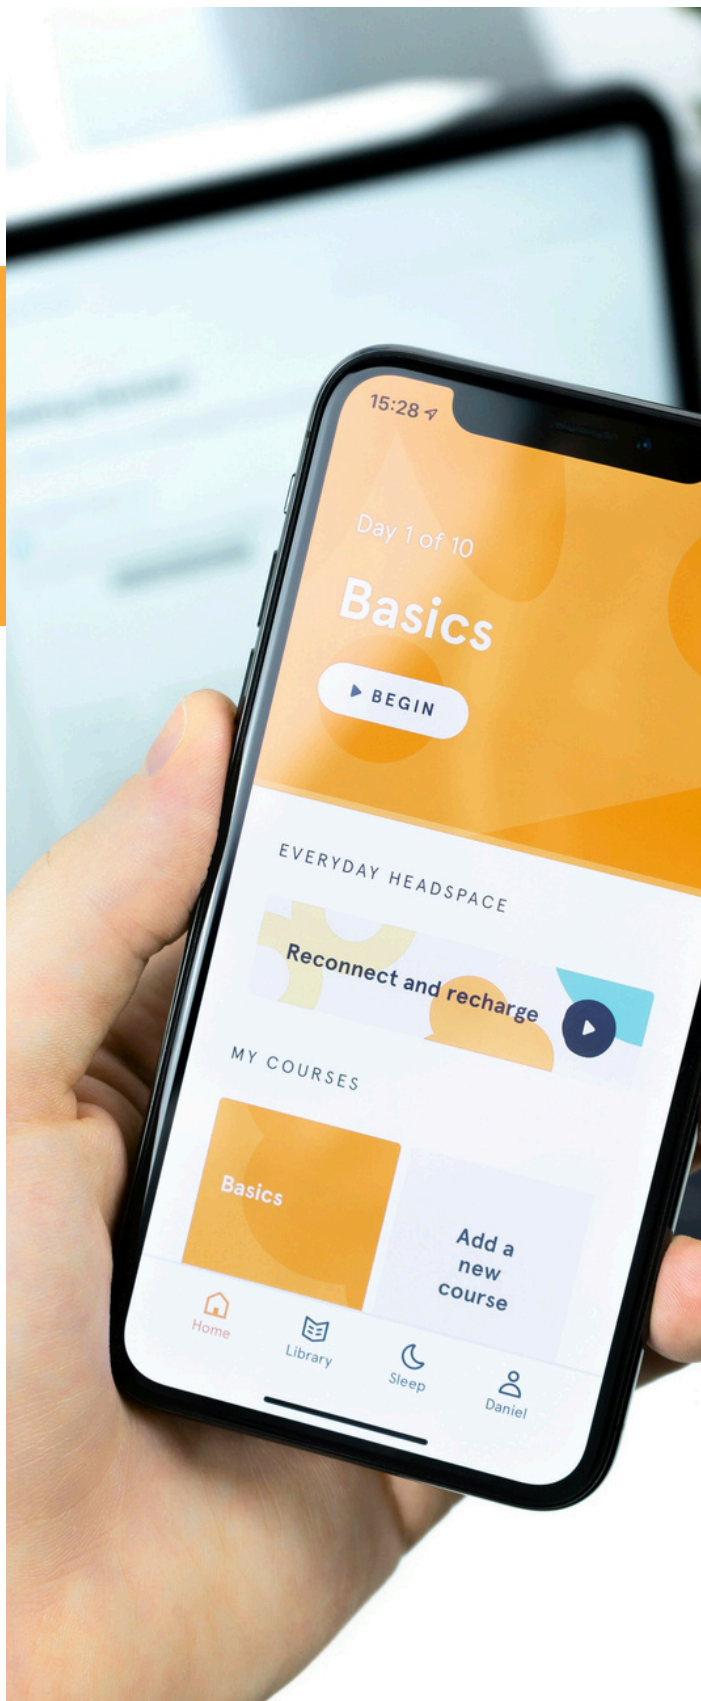 15:28
Day 1 of 10
Basics
BEGIN
EVERYDAY HEADSPACE
Reconnect and recharge
MY COURSES
Basics
Add a
new
course
Home
Library
Sleep
Daniel